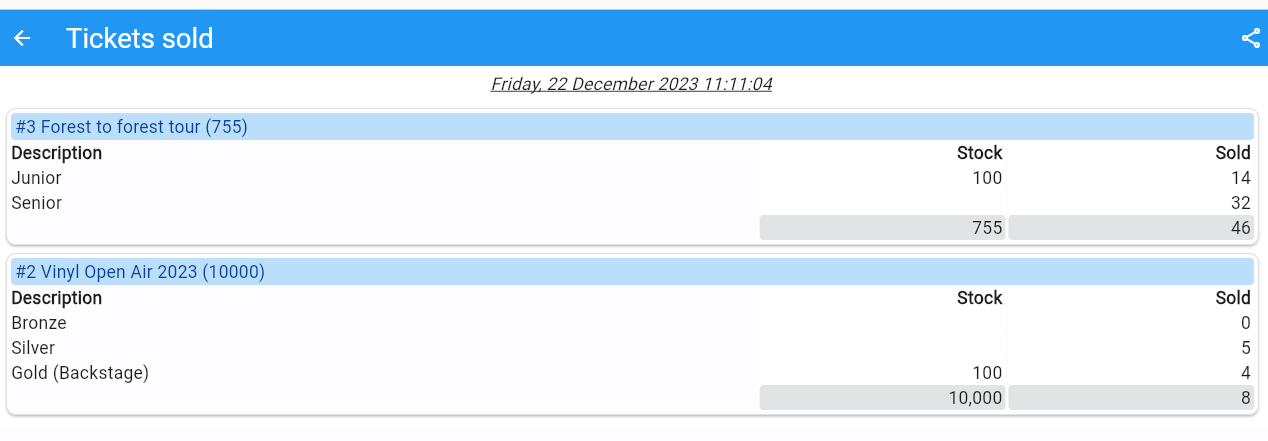 Tickets sold
Friday, 22 December 2023 11:11:04
#3 Forest to forest tour (755)
Description Stock Sold
Junior 100 14
Senior 32
755 46
#2 Vinyl Open Air 2023 (10000)
Description Stock Sold
Bronze 0
Silver 5
Gold (Backstage) 100 4
10,000 8